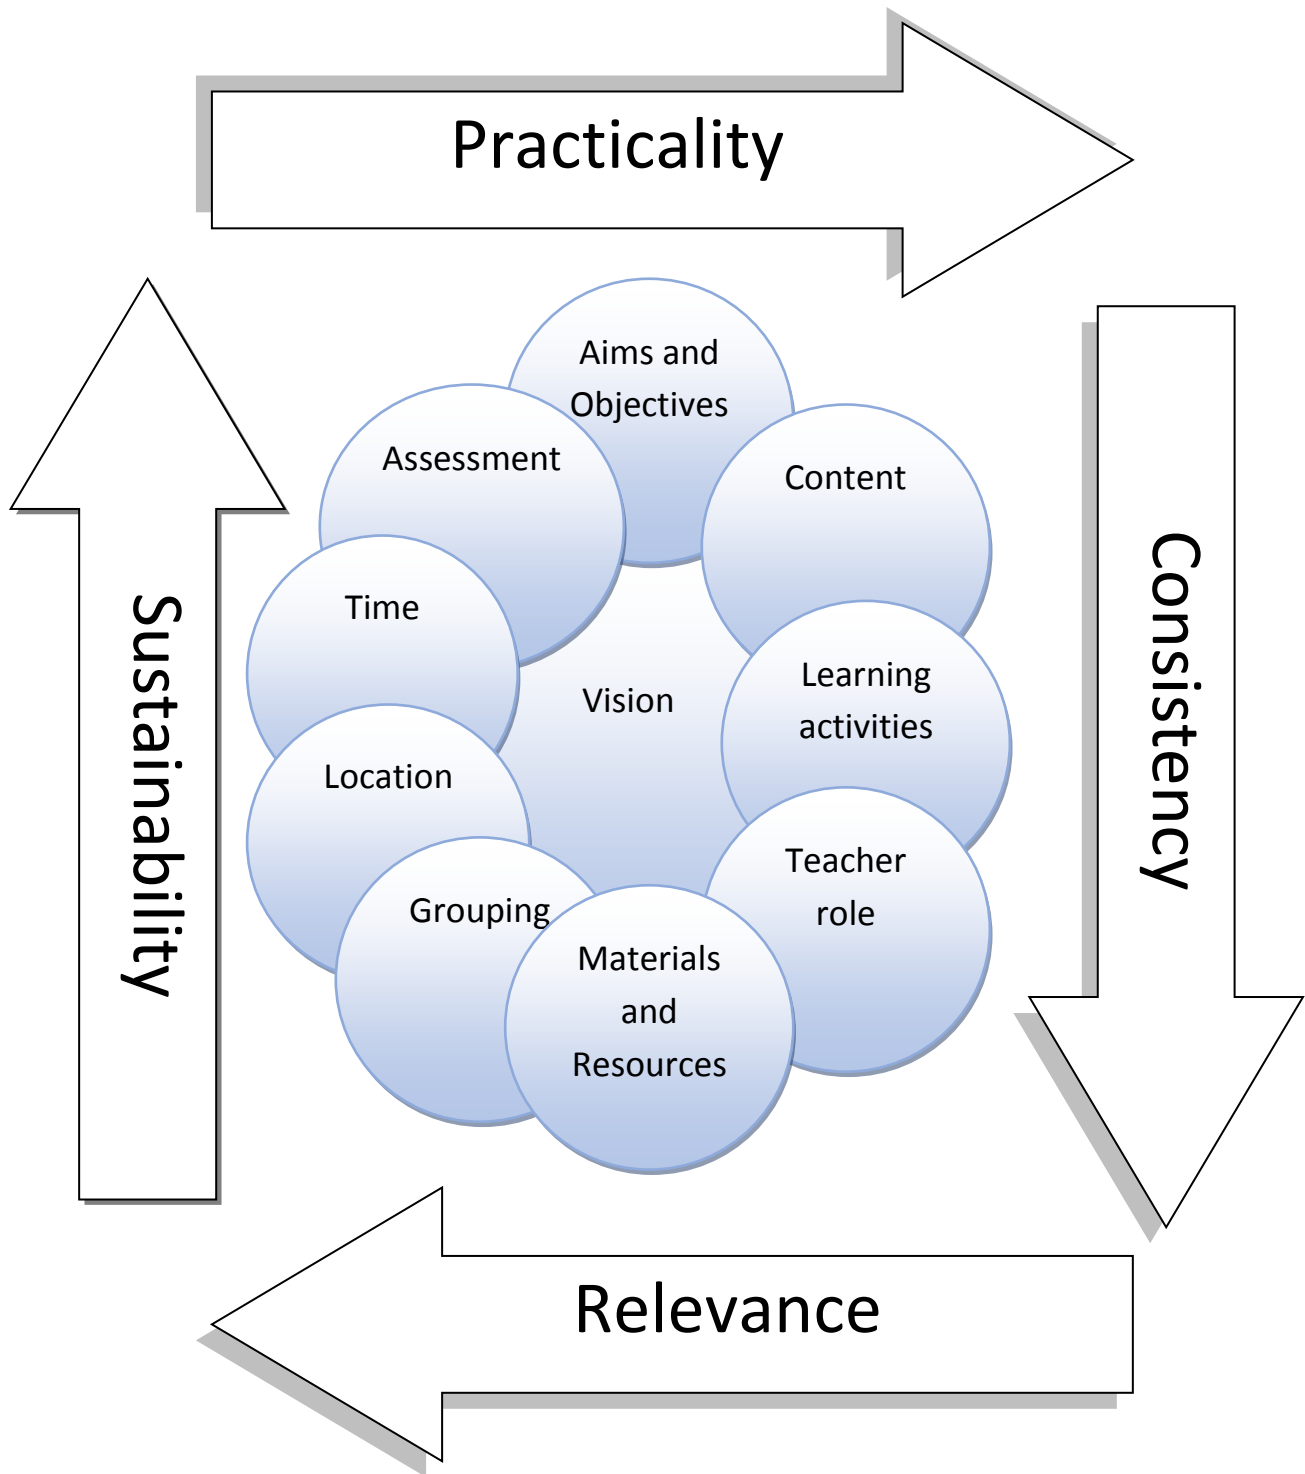 Practicality
Aims and
Objectives
Assessment
Content
Time
Learning
activities
Vision
Location
Teacher
role
Grouping
Materials
and
Resources
Sustainability
Consistency
Relevance